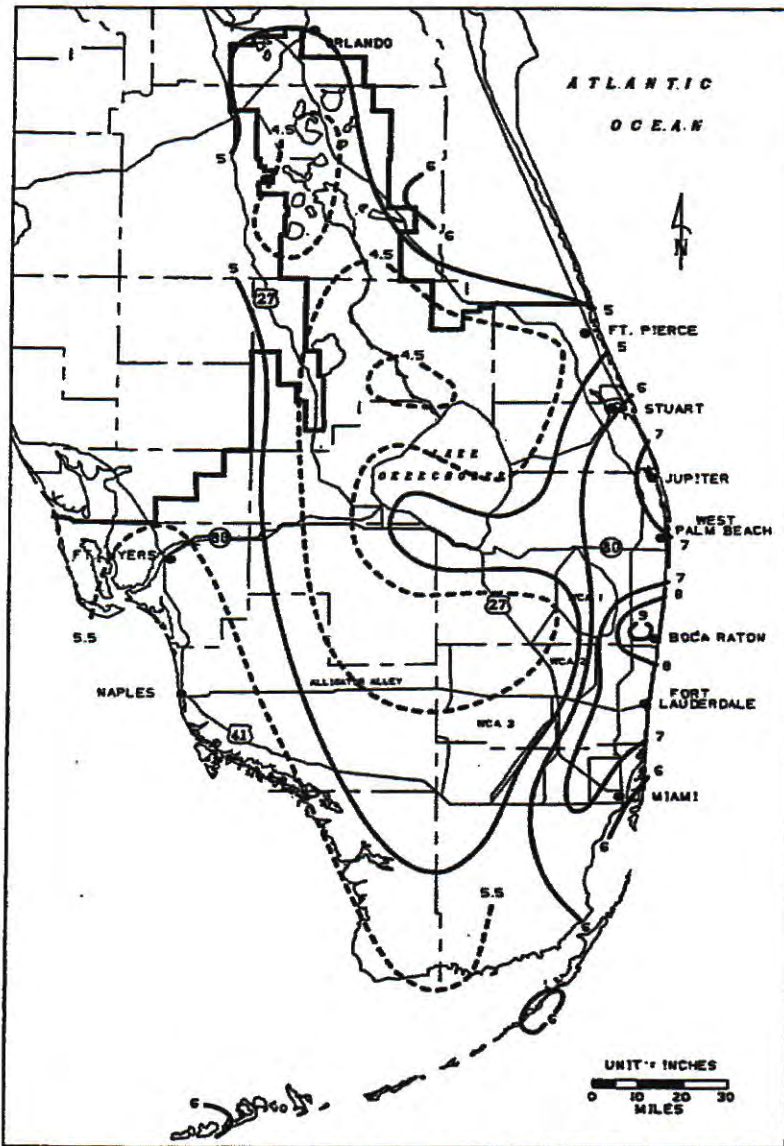 ORLANDO
ATLANTIC
OCEAN
4.5
5
6
6
N
4.5
5
27
5
FT. PIERCE
5
4.5
6
STUART
7
LAKE
OKEECHOBEE
JUPITER
WEST
PALM BEACH
FT. MYERS
80
80
7
7
8
27
WCA 1
9
5.5
BOCA RATON
WCA 2
8
ALLIGATOR ALLEY
NAPLES
FORT
LAUDERDALE
WCA 3
41
7
6
MIAMI
6
5.5
6
6
6
UNIT = INCHES
0 10 20 30
MILES